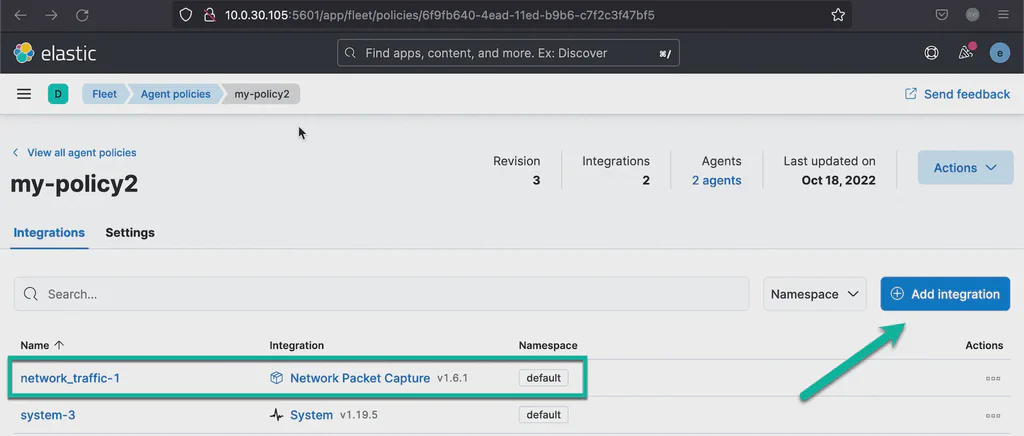 10.0.30.105:5601/app/fleet/policies/6f9fb640-4ead-11ed-b9b6-c7f2c3f47bf5
elastic
Find apps, content, and more. Ex: Discover
⌘/
e
D
Fleet
Agent policies
my-policy2
Send feedback
View all agent policies
my-policy2
Revision
3
Integrations
2
Agents
2 agents
Last updated on
Oct 18, 2022
Actions
Integrations
Settings
Search...
Namespace
Add integration
Name
Integration
Namespace
Actions
network_traffic-1
Network Packet Capture v1.6.1
default
system-3
System v1.19.5
default